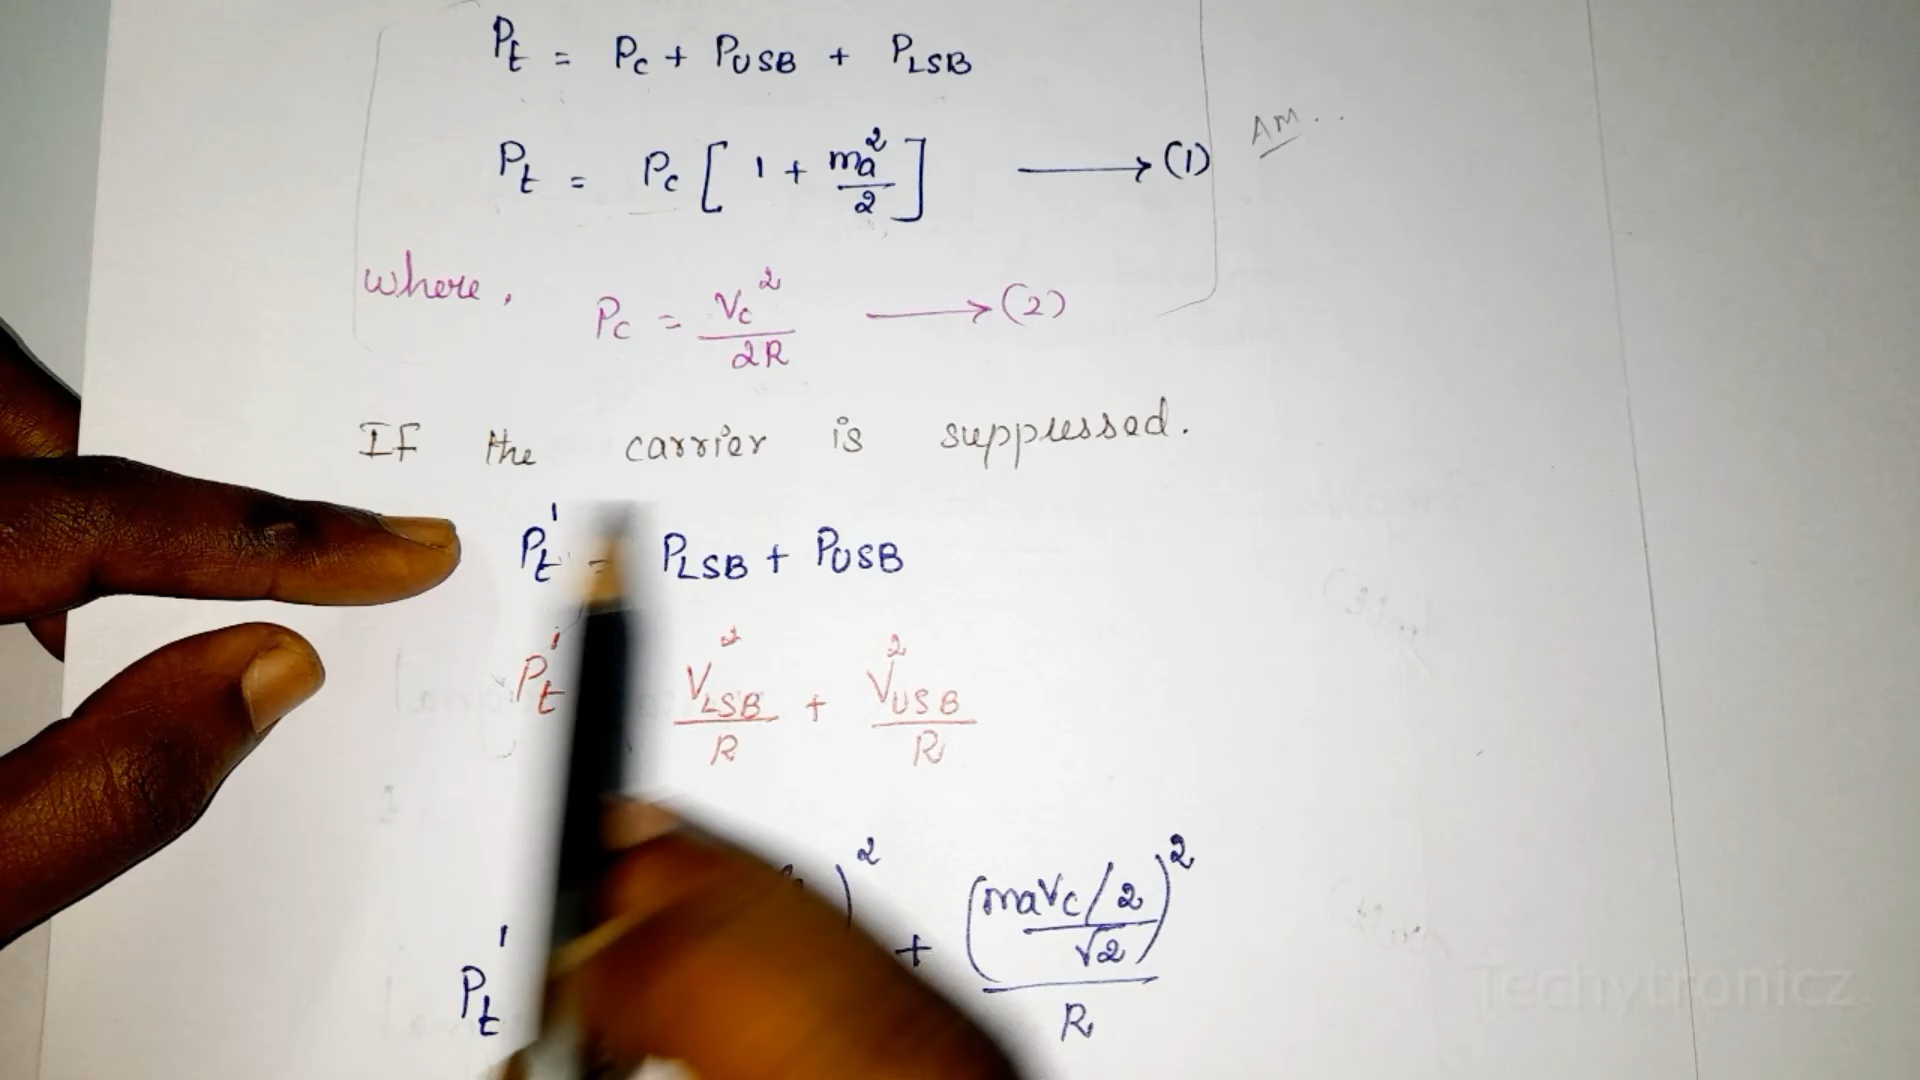 Pt = Pc + PUSB + PLSB
Pt = Pc [ 1 + ma²/2 ] ⟶ (1) AM..
where, Pc = Vc²/2R ⟶ (2)
IF the carrier is suppressed.
Pt' = PLSB + PUSB
Pt' V²LSB/R + V²USB/R
Pt' )² + (maVc/2/√2)²/R
Techytronicz